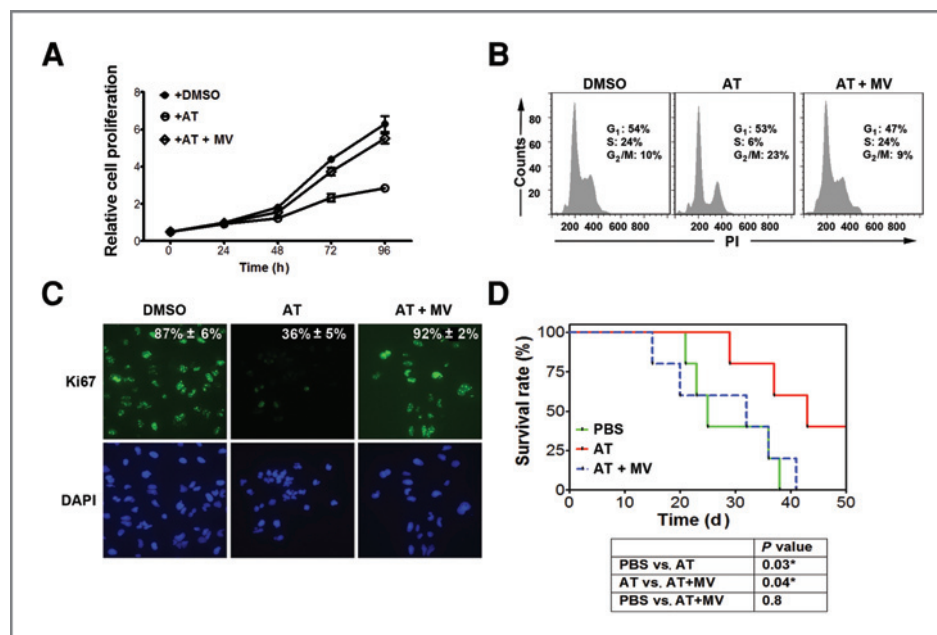 A
Relative cell proliferation
8
6
4
2
0
+DMSO
+AT
+AT + MV
0 24 48 72 96
Time (h)
B
DMSO AT AT + MV
Counts
80
60
40
20
G1: 54%
S: 24%
G2/M: 10%
G1: 53%
S: 6%
G2/M: 23%
G1: 47%
S: 24%
G2/M: 9%
200 400 600 800 200 400 600 800 200 400 600 800
PI
C
DMSO AT AT + MV
87% ± 6% 36% ± 5% 92% ± 2%
Ki67
DAPI
D
Survival rate (%)
100
75
50
25
0
PBS
AT
AT + MV
0 10 20 30 40 50
Time (d)
P value
PBS vs. AT 0.03*
AT vs. AT+MV 0.04*
PBS vs. AT+MV 0.8